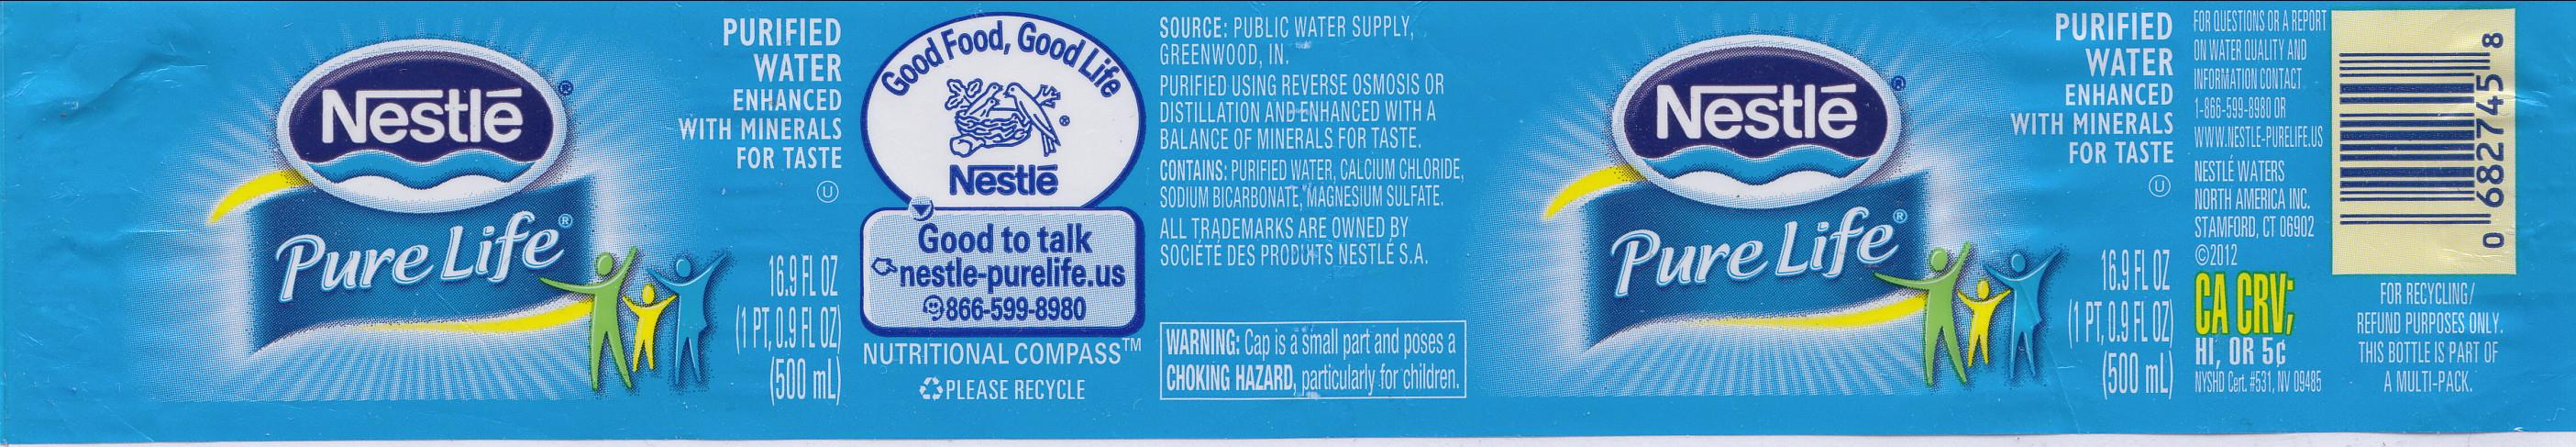 Nestlé®
Pure Life®
PURIFIED
WATER
ENHANCED
WITH MINERALS
FOR TASTE
U
16.9 FL OZ
(1 PT, 0.9 FL OZ)
(500 mL)
Good Food, Good Life
®
Nestlé
Good to talk
nestle-purelife.us
866-599-8980
NUTRITIONAL COMPASS™
PLEASE RECYCLE
SOURCE: PUBLIC WATER SUPPLY,
GREENWOOD, IN.
PURIFIED USING REVERSE OSMOSIS OR
DISTILLATION AND ENHANCED WITH A
BALANCE OF MINERALS FOR TASTE.
CONTAINS: PURIFIED WATER, CALCIUM CHLORIDE,
SODIUM BICARBONATE, MAGNESIUM SULFATE.
ALL TRADEMARKS ARE OWNED BY
SOCIÉTÉ DES PRODUITS NESTLÉ S.A.
WARNING: Cap is a small part and poses a
CHOKING HAZARD, particularly for children.
Nestlé®
Pure Life®
PURIFIED
WATER
ENHANCED
WITH MINERALS
FOR TASTE
U
16.9 FL OZ
(1 PT, 0.9 FL OZ)
(500 mL)
FOR QUESTIONS OR A REPORT
ON WATER QUALITY AND
INFORMATION CONTACT
1-866-599-8980 OR
WWW.NESTLE-PURELIFE.US
NESTLÉ WATERS
NORTH AMERICA INC.
STAMFORD, CT 06902
©2012
CA CRV;
HI, OR 5¢
NYSHD Cert. #531, NV 09485
0 682745 8
FOR RECYCLING/
REFUND PURPOSES ONLY.
THIS BOTTLE IS PART OF
A MULTI-PACK.